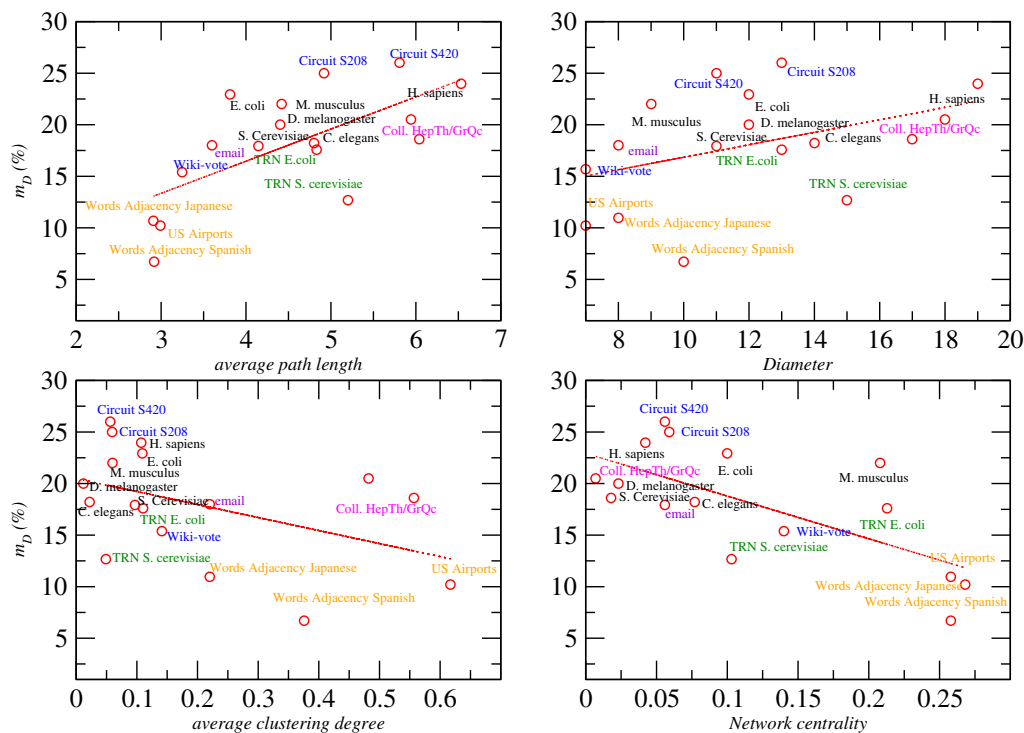 30
25
20
15
10
5
m_D (%)
Circuit S208
Circuit S420
H. sapiens
E. coli
M. musculus
D. melanogaster
S. Cerevisiae
C. elegans
Coll. HepTh/GrQc
email
Wiki-vote
TRN E.coli
TRN S. cerevisiae
Words Adjacency Japanese
US Airports
Words Adjacency Spanish
2 3 4 5 6 7
average path length
30
25
20
15
10
5
Circuit S420
Circuit S208
H. sapiens
E. coli
M. musculus
D. melanogaster
S. Cerevisiae
C. elegans
Coll. HepTh/GrQc
email
TRN E.coli
Wiki-vote
TRN S. cerevisiae
US Airports
Words Adjacency Japanese
Words Adjacency Spanish
8 10 12 14 16 18 20
Diameter
30
25
20
15
10
5
m_D (%)
Circuit S420
Circuit S208
H. sapiens
E. coli
M. musculus
D. melanogaster
S. Cerevisiae
email
C. elegans
Coll. HepTh/GrQc
TRN E. coli
Wiki-vote
TRN S. cerevisiae
Words Adjacency Japanese
US Airports
Words Adjacency Spanish
0 0.1 0.2 0.3 0.4 0.5 0.6
average clustering degree
30
25
20
15
10
5
Circuit S420
Circuit S208
H. sapiens
Coll. HepTh/GrQc
E. coli
M. musculus
D. melanogaster
S. Cerevisiae
C. elegans
email
TRN E. coli
Wiki-vote
TRN S. cerevisiae
US Airports
Words Adjacency Japanese
Words Adjacency Spanish
0 0.05 0.1 0.15 0.2 0.25
Network centrality